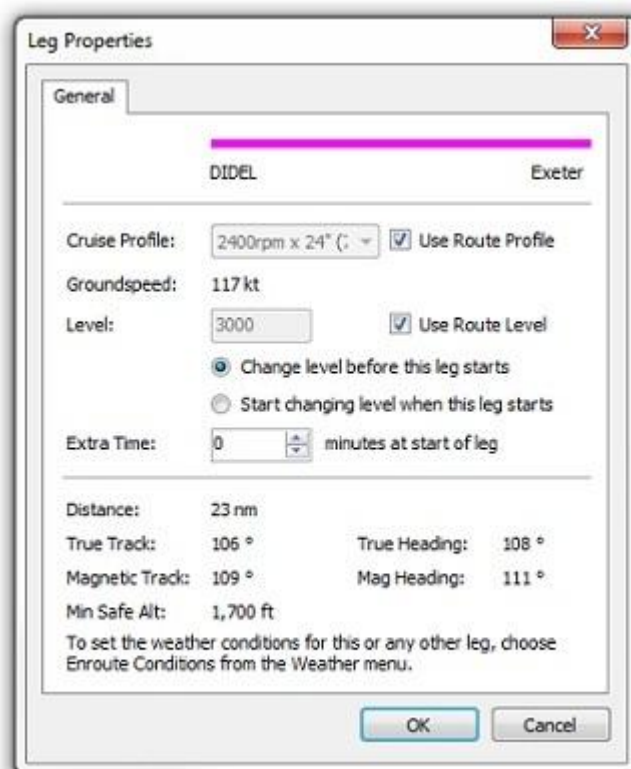 Leg Properties
General
DIDEL Exeter
Cruise Profile: 2400rpm x 24" (2 Use Route Profile
Groundspeed: 117 kt
Level: 3000 Use Route Level
Change level before this leg starts
Start changing level when this leg starts
Extra Time: 0 minutes at start of leg
Distance: 23 nm
True Track: 106 ° True Heading: 108 °
Magnetic Track: 109 ° Mag Heading: 111 °
Min Safe Alt: 1,700 ft
To set the weather conditions for this or any other leg, choose
Enroute Conditions from the Weather menu.
OK Cancel